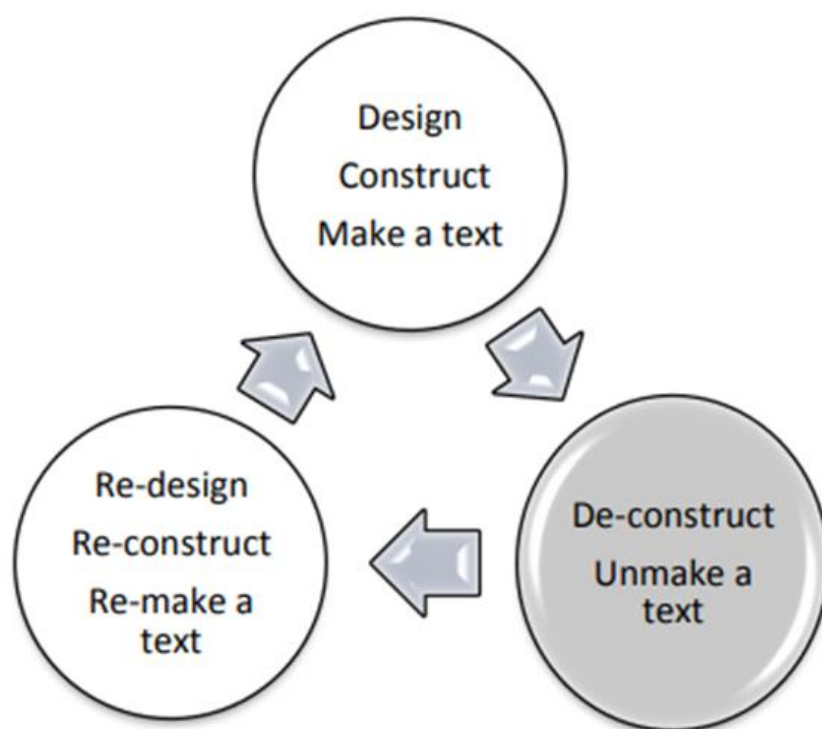 Design
Construct
Make a text
De-construct
Unmake a
text
Re-design
Re-construct
Re-make a
text